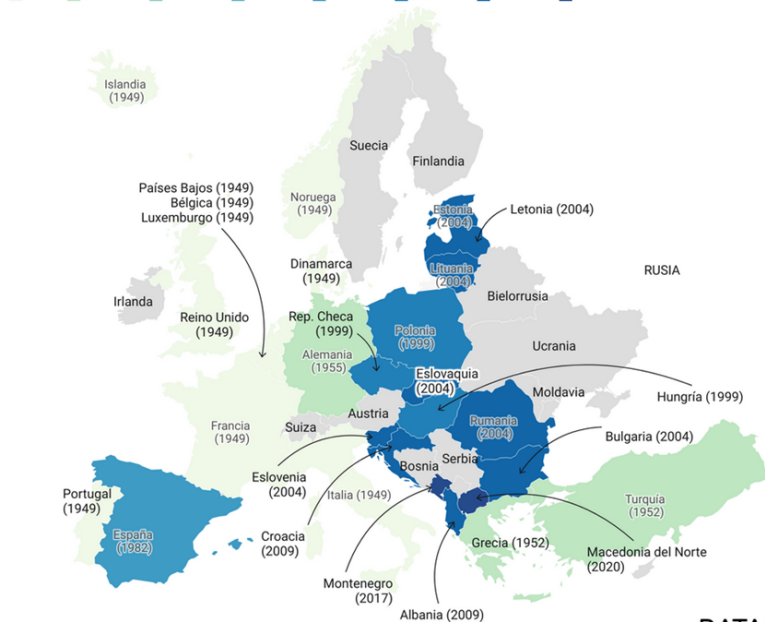 Islandia
(1949)
Suecia
Finlandia
Países Bajos (1949)
Bélgica (1949)
Luxemburgo (1949)
Noruega
(1949)
Estonia
(2004)
Letonia (2004)
Dinamarca
(1949)
Lituania
(2004)
RUSIA
Irlanda
Bielorrusia
Reino Unido
(1949)
Rep. Checa
(1999)
Polonia
(1999)
Ucrania
Alemania
(1955)
Eslovaquia
(2004)
Moldavia
Hungría (1999)
Austria
Suiza
Francia
(1949)
Rumania
(2004)
Bulgaria (2004)
Serbia
Bosnia
Eslovenia
(2004)
Italia (1949)
Portugal
(1949)
Turquía
(1952)
España
(1982)
Croacia
(2009)
Grecia (1952)
Macedonia del Norte
(2020)
Montenegro
(2017)
Albania (2009)